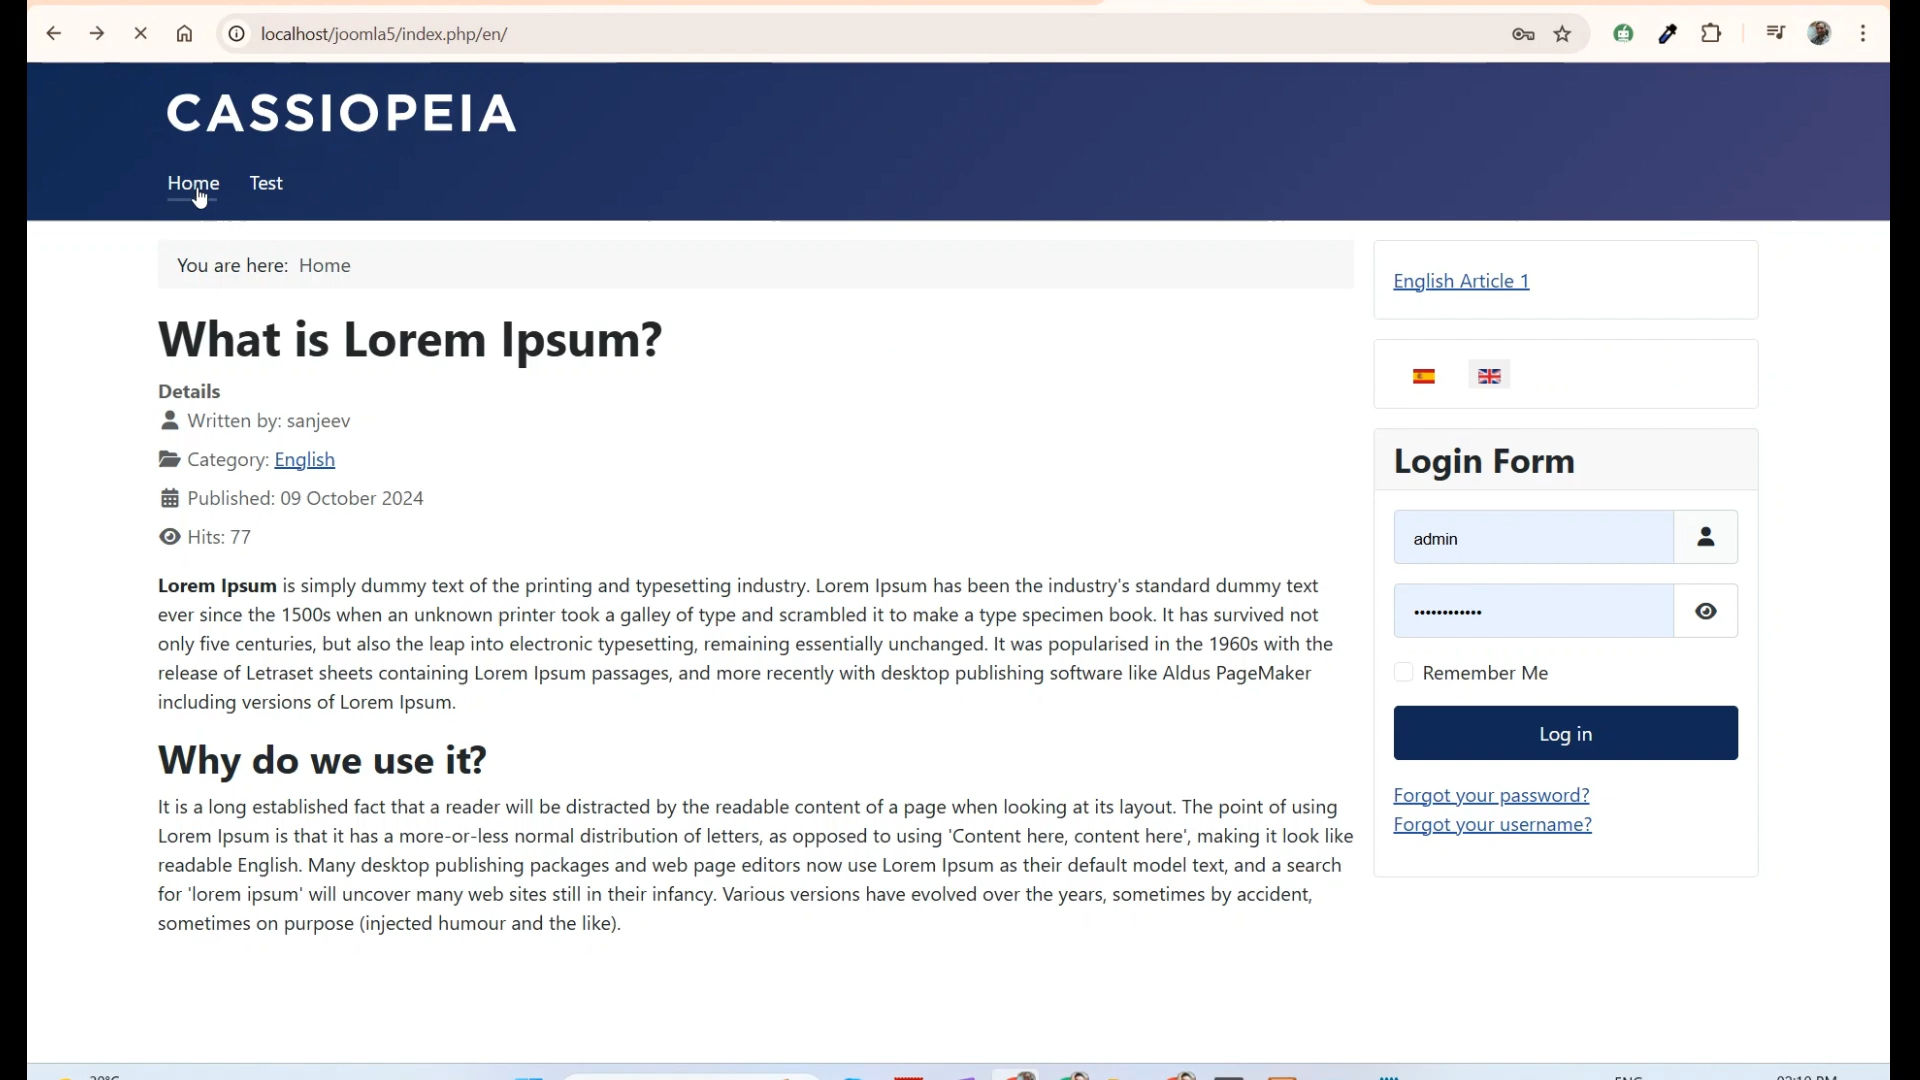 localhost/joomla5/index.php/en/
CASSIOPEIA
Home Test
You are here: Home
What is Lorem Ipsum?
Details
Written by: sanjeev
Category: English
Published: 09 October 2024
Hits: 77
Lorem Ipsum is simply dummy text of the printing and typesetting industry. Lorem Ipsum has been the industry's standard dummy text
ever since the 1500s when an unknown printer took a galley of type and scrambled it to make a type specimen book. It has survived not
only five centuries, but also the leap into electronic typesetting, remaining essentially unchanged. It was popularised in the 1960s with the
release of Letraset sheets containing Lorem Ipsum passages, and more recently with desktop publishing software like Aldus PageMaker
including versions of Lorem Ipsum.
Why do we use it?
It is a long established fact that a reader will be distracted by the readable content of a page when looking at its layout. The point of using
Lorem Ipsum is that it has a more-or-less normal distribution of letters, as opposed to using 'Content here, content here', making it look like
readable English. Many desktop publishing packages and web page editors now use Lorem Ipsum as their default model text, and a search
for 'lorem ipsum' will uncover many web sites still in their infancy. Various versions have evolved over the years, sometimes by accident,
sometimes on purpose (injected humour and the like).
English Article 1
Login Form
admin
••••••••••••
Remember Me
Log in
Forgot your password?
Forgot your username?